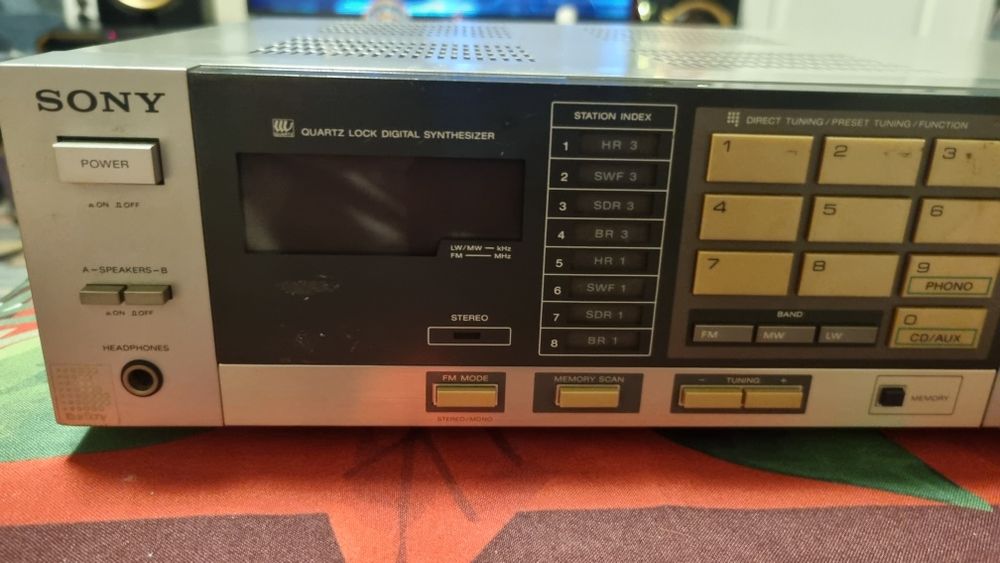 SONY
POWER
ON OFF
A–SPEAKERS–B
ON OFF
HEADPHONES
QUARTZ
QUARTZ LOCK DIGITAL SYNTHESIZER
LW/MW — kHz
FM — MHz
STEREO
STATION INDEX
1 HR 3
2 SWF 3
3 SDR 3
4 BR 3
5 HR 1
6 SWF 1
7 SDR 1
8 BR 1
DIRECT TUNING/PRESET TUNING/FUNCTION
1 2 3
4 5 6
7 8 9
PHONO
0
CD/AUX
BAND
FM MW LW
FM MODE
STEREO/MONO
MEMORY SCAN
– TUNING +
MEMORY